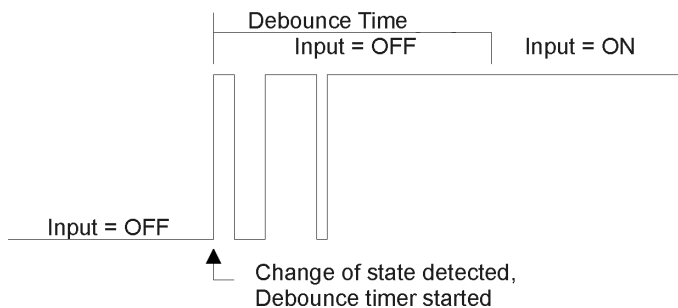 Debounce Time
Input = OFF
Input = ON
Input = OFF
Change of state detected,
Debounce timer started